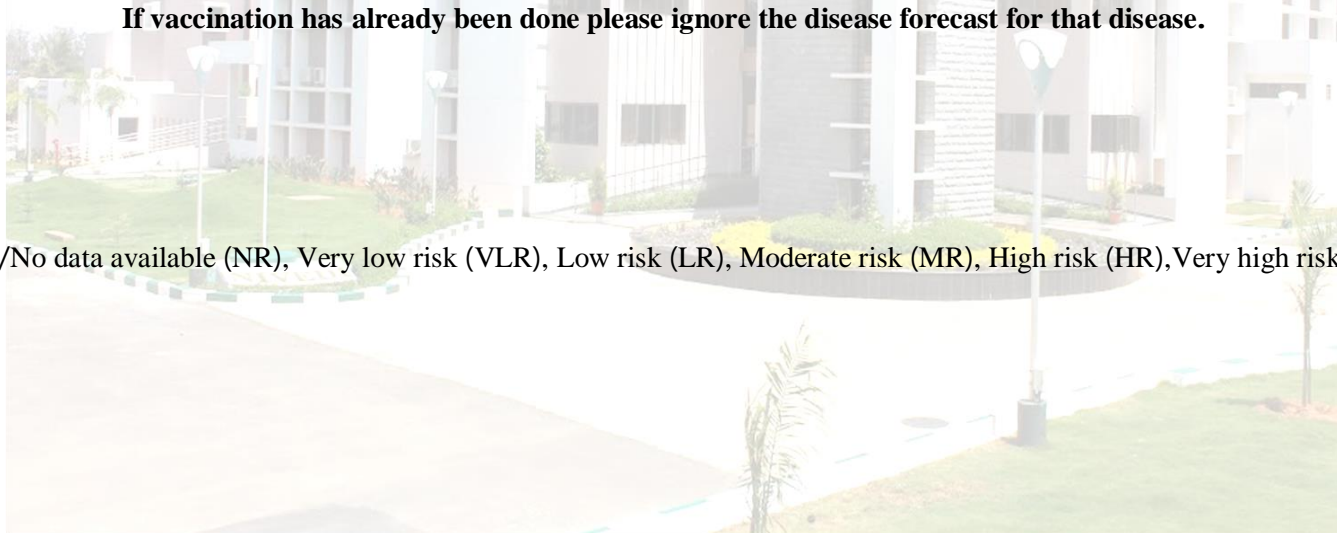 If vaccination has already been done please ignore the disease forecast for that disease.
/No data available (NR), Very low risk (VLR), Low risk (LR), Moderate risk (MR), High risk (HR),Very high risk